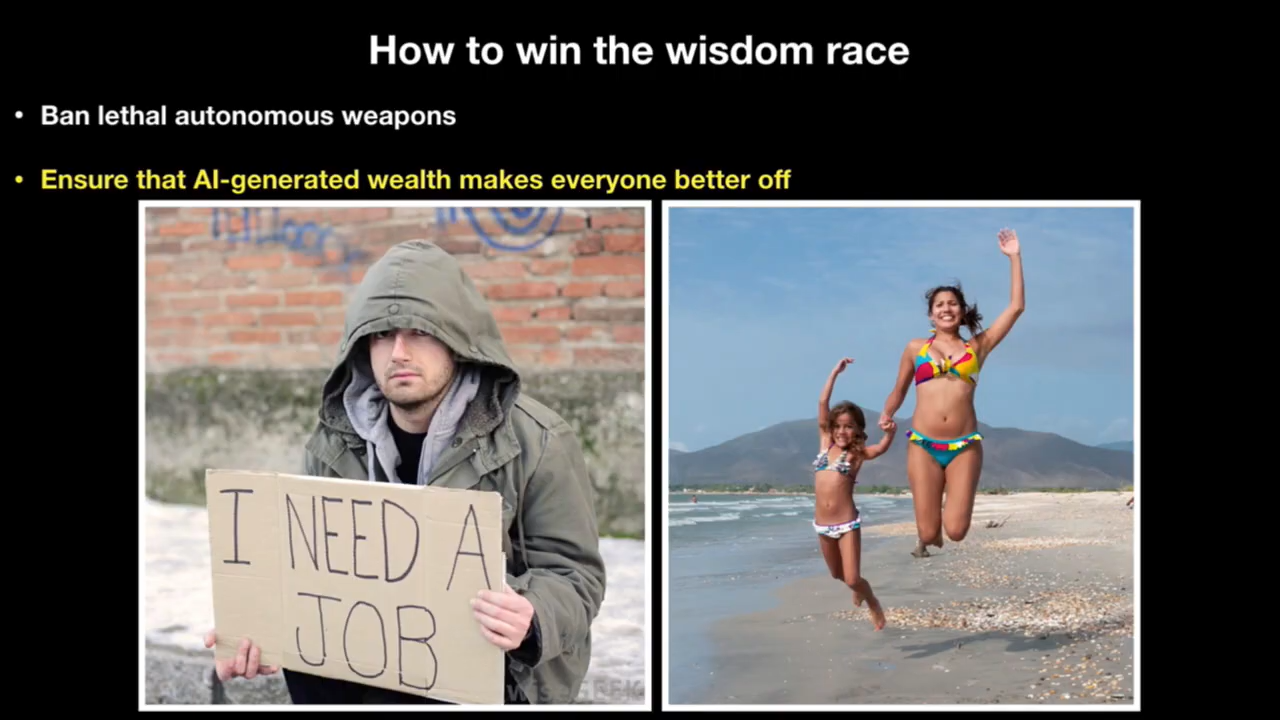 How to win the wisdom race
• Ban lethal autonomous weapons
• Ensure that AI-generated wealth makes everyone better off
I NEED A
JOB
wiseGEEK